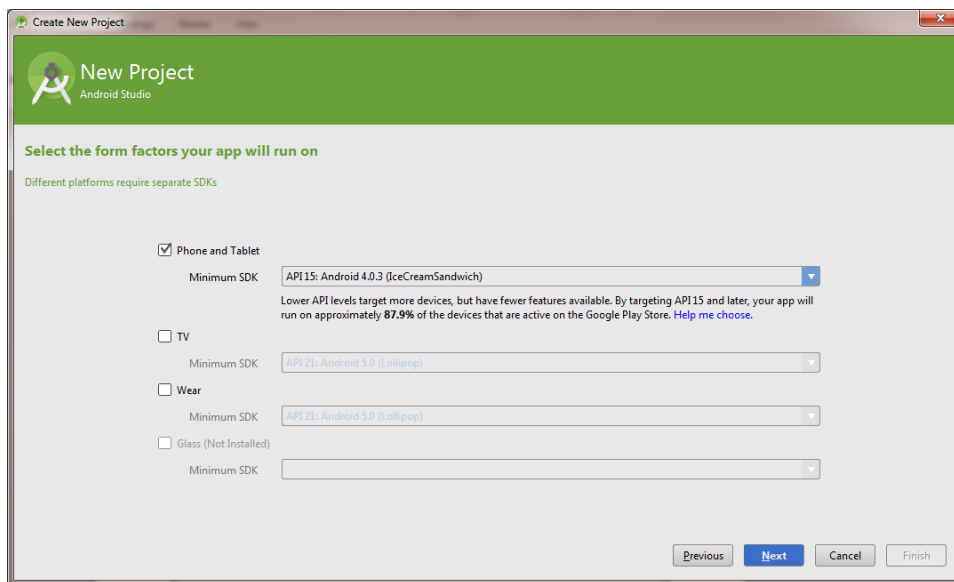 Create New Project
New Project
Android Studio
Select the form factors your app will run on
Different platforms require separate SDKs
Phone and Tablet
Minimum SDK API 15: Android 4.0.3 (IceCreamSandwich)
Lower API levels target more devices, but have fewer features available. By targeting API 15 and later, your app will
run on approximately 87.9% of the devices that are active on the Google Play Store. Help me choose.
TV
Minimum SDK API 21: Android 5.0 (Lollipop)
Wear
Minimum SDK API 21: Android 5.0 (Lollipop)
Glass (Not Installed)
Minimum SDK
Previous Next Cancel Finish